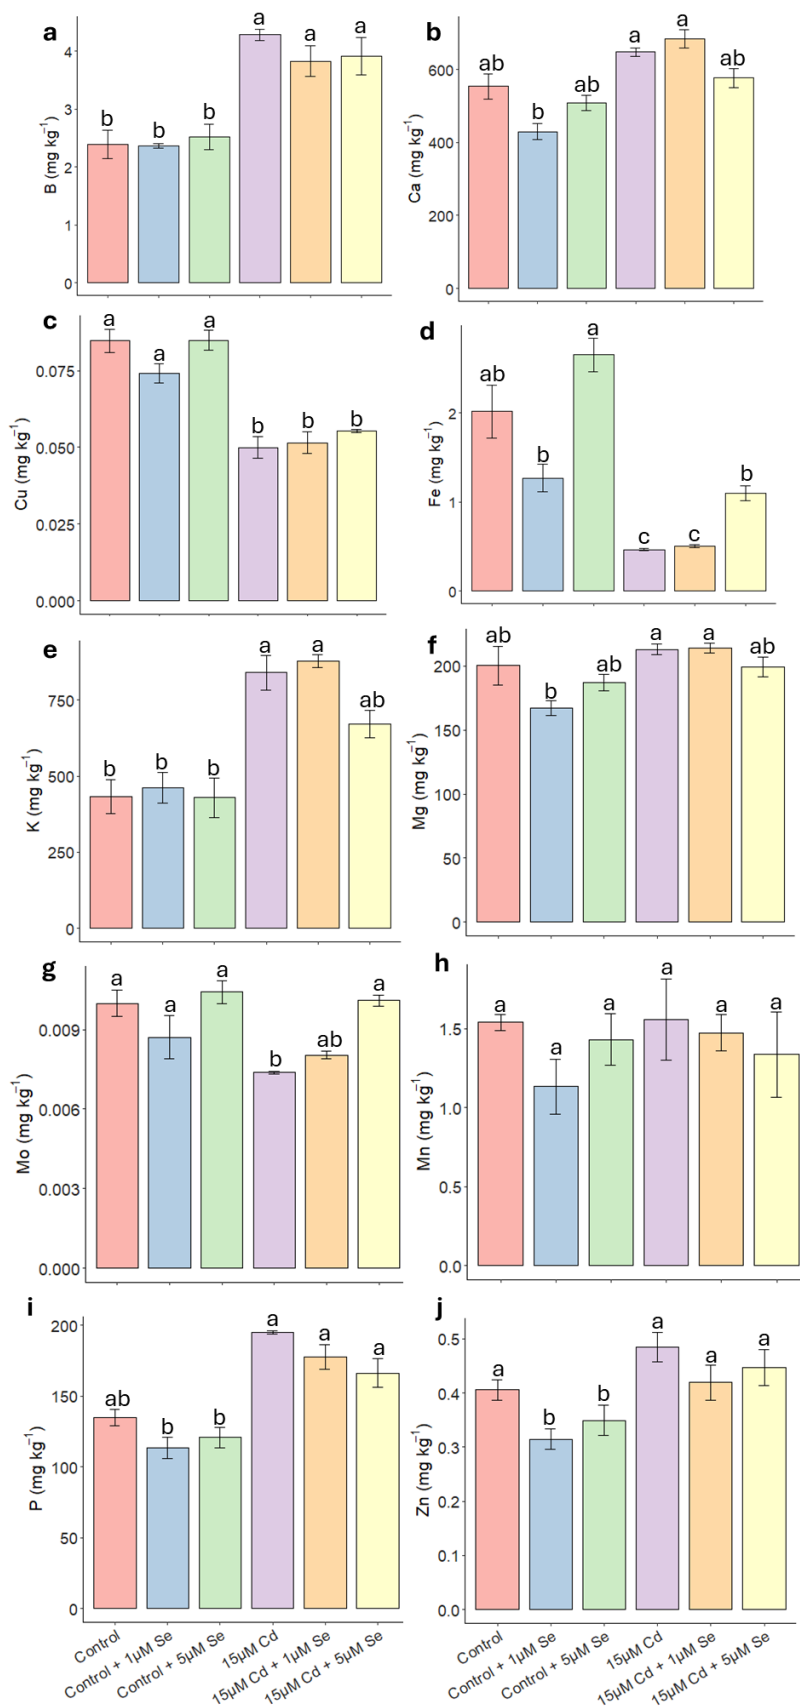 a
B (mg kg⁻¹)
4
3
2
1
0
b
b
b
a
a
a
b
Ca (mg kg⁻¹)
600
400
200
0
ab
b
ab
a
a
ab
c
Cu (mg kg⁻¹)
0.075
0.050
0.025
0.000
a
a
a
b
b
b
d
Fe (mg kg⁻¹)
2
1
0
ab
b
a
c
c
b
e
K (mg kg⁻¹)
750
500
250
0
b
b
b
a
a
ab
f
Mg (mg kg⁻¹)
200
150
100
50
0
ab
b
ab
a
a
ab
g
Mo (mg kg⁻¹)
0.009
0.006
0.003
0.000
a
a
a
b
ab
a
h
Mn (mg kg⁻¹)
1.5
1.0
0.5
0.0
a
a
a
a
a
a
i
P (mg kg⁻¹)
200
150
100
50
0
ab
b
b
a
a
a
Control
Control + 1µM Se
Control + 5µM Se
15µM Cd
15µM Cd + 1µM Se
15µM Cd + 5µM Se
j
Zn (mg kg⁻¹)
0.5
0.4
0.3
0.2
0.1
0.0
a
b
b
a
a
a
Control
Control + 1µM Se
Control + 5µM Se
15µM Cd
15µM Cd + 1µM Se
15µM Cd + 5µM Se